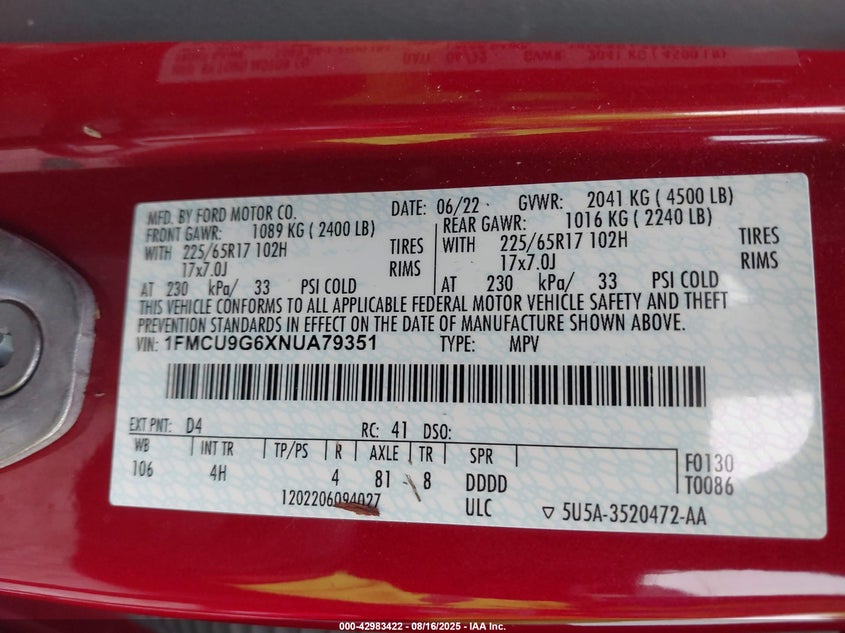 MFD. BY FORD MOTOR CO. DATE: 06/22 GVWR: 2041 KG ( 4500 LB)
FRONT GAWR: 1089 KG ( 2400 LB) REAR GAWR: 1016 KG ( 2240 LB)
WITH 225/65R17 102H TIRES WITH 225/65R17 102H TIRES
17x7.0J RIMS 17x7.0J RIMS
AT 230 kPa/ 33 PSI COLD AT 230 kPa/ 33 PSI COLD
THIS VEHICLE CONFORMS TO ALL APPLICABLE FEDERAL MOTOR VEHICLE SAFETY AND THEFT
PREVENTION STANDARDS IN EFFECT ON THE DATE OF MANUFACTURE SHOWN ABOVE.
VIN: 1FMCU9G6XNUA79351 TYPE: MPV
EXT PNT: D4 RC: 41 DSO:
WB INT TR TP/PS R AXLE TR SPR
106 4H 4 81 8 DDDD F0130
T0086
1202206094027 ULC ▽ 5U5A-3520472-AA
000-42983422 - 08/16/2025 - IAA Inc.